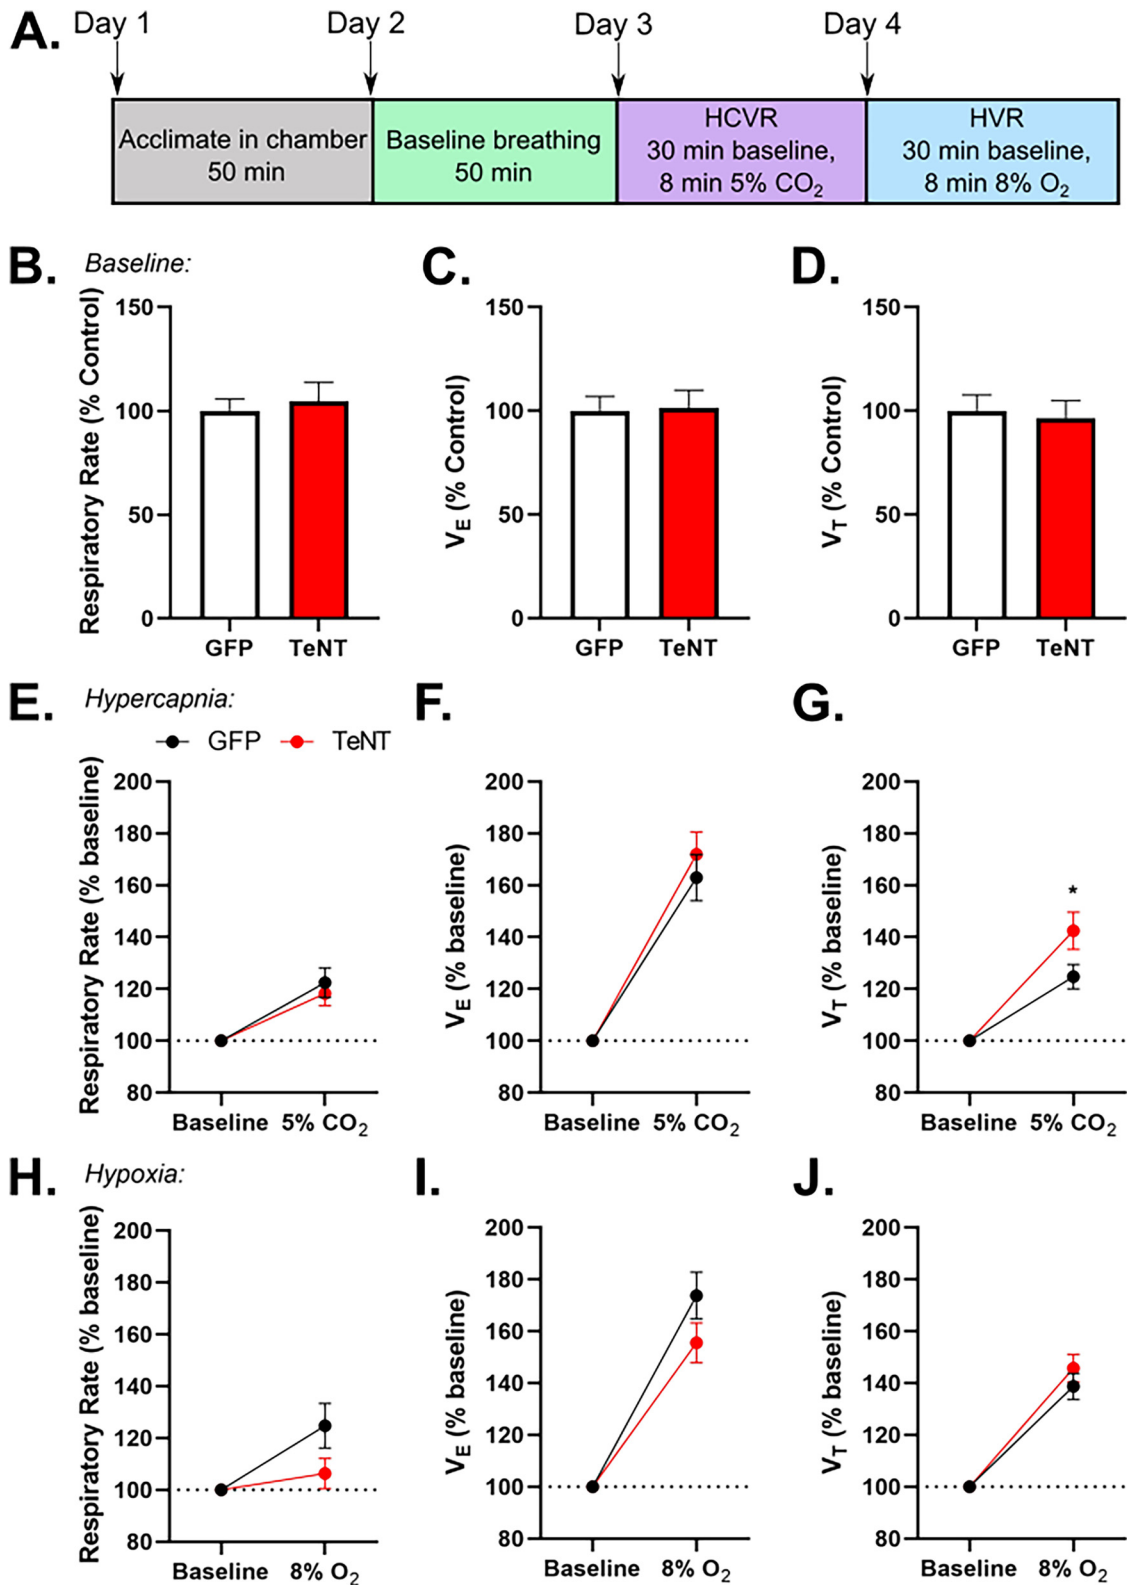 A.
Day 1 Day 2 Day 3 Day 4
Acclimate in chamber
50 min
Baseline breathing
50 min
HCVR
30 min baseline,
8 min 5% CO₂
HVR
30 min baseline,
8 min 8% O₂
B. Baseline:
Respiratory Rate (% Control)
150
100
50
0
GFP TeNT
C.
V_E (% Control)
150
100
50
0
GFP TeNT
D.
V_T (% Control)
150
100
50
0
GFP TeNT
E. Hypercapnia:
GFP TeNT
Respiratory Rate (% baseline)
200
180
160
140
120
100
80
Baseline 5% CO₂
F.
V_E (% baseline)
200
180
160
140
120
100
80
Baseline 5% CO₂
G.
V_T (% baseline)
200
180
160
140
120
100
80
*
Baseline 5% CO₂
H. Hypoxia:
Respiratory Rate (% baseline)
200
180
160
140
120
100
80
Baseline 8% O₂
I.
V_E (% baseline)
200
180
160
140
120
100
80
Baseline 8% O₂
J.
V_T (% baseline)
200
180
160
140
120
100
80
Baseline 8% O₂